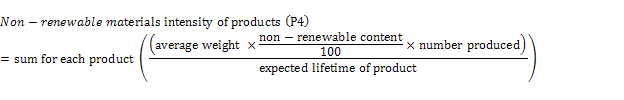 Non − renewable materials intensity of products (P4)
= sum for each product ( (average weight × non − renewable content / 100 × number produced) / expected lifetime of product )